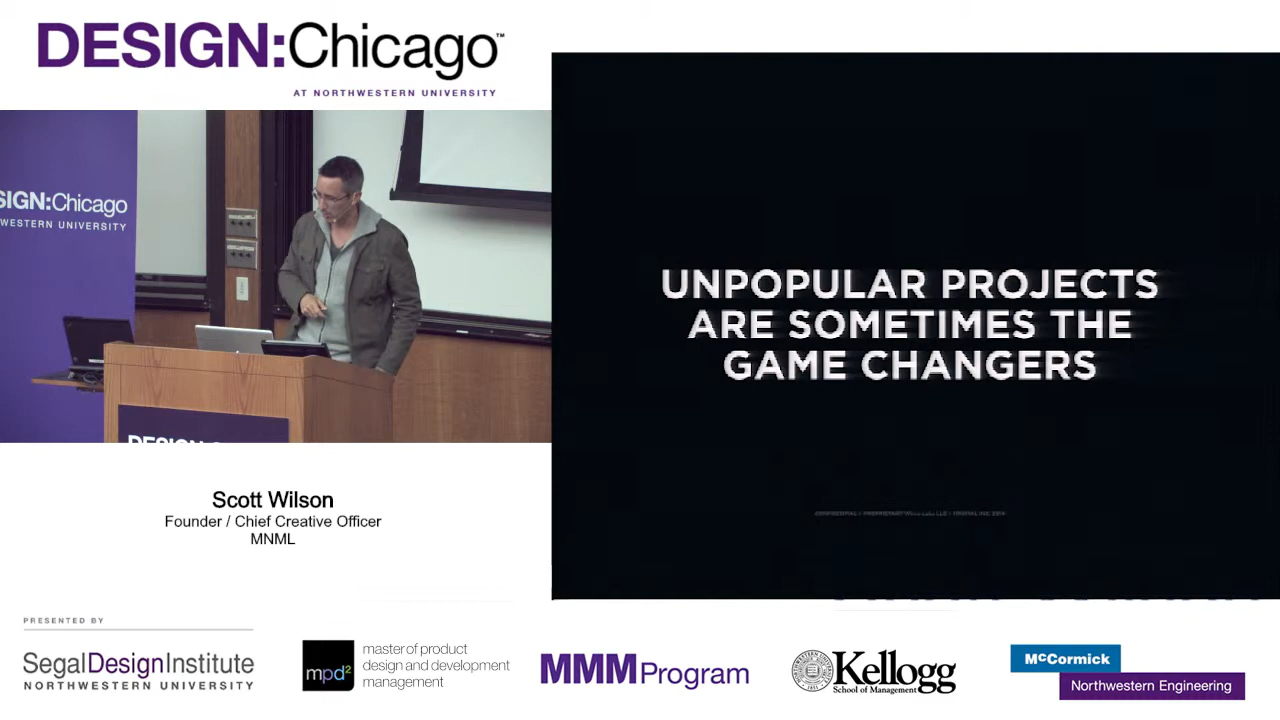 DESIGN:Chicago™
AT NORTHWESTERN UNIVERSITY
SIGN:Chicago
WESTERN UNIVERSITY
UNPOPULAR PROJECTS
ARE SOMETIMES THE
GAME CHANGERS
Scott Wilson
Founder / Chief Creative Officer
MNML
PRESENTED BY
SegalDesignInstitute
NORTHWESTERN UNIVERSITY
mpd²
master of product
design and development
management
MMM Program
Kellogg
School of Management
McCormick
Northwestern Engineering